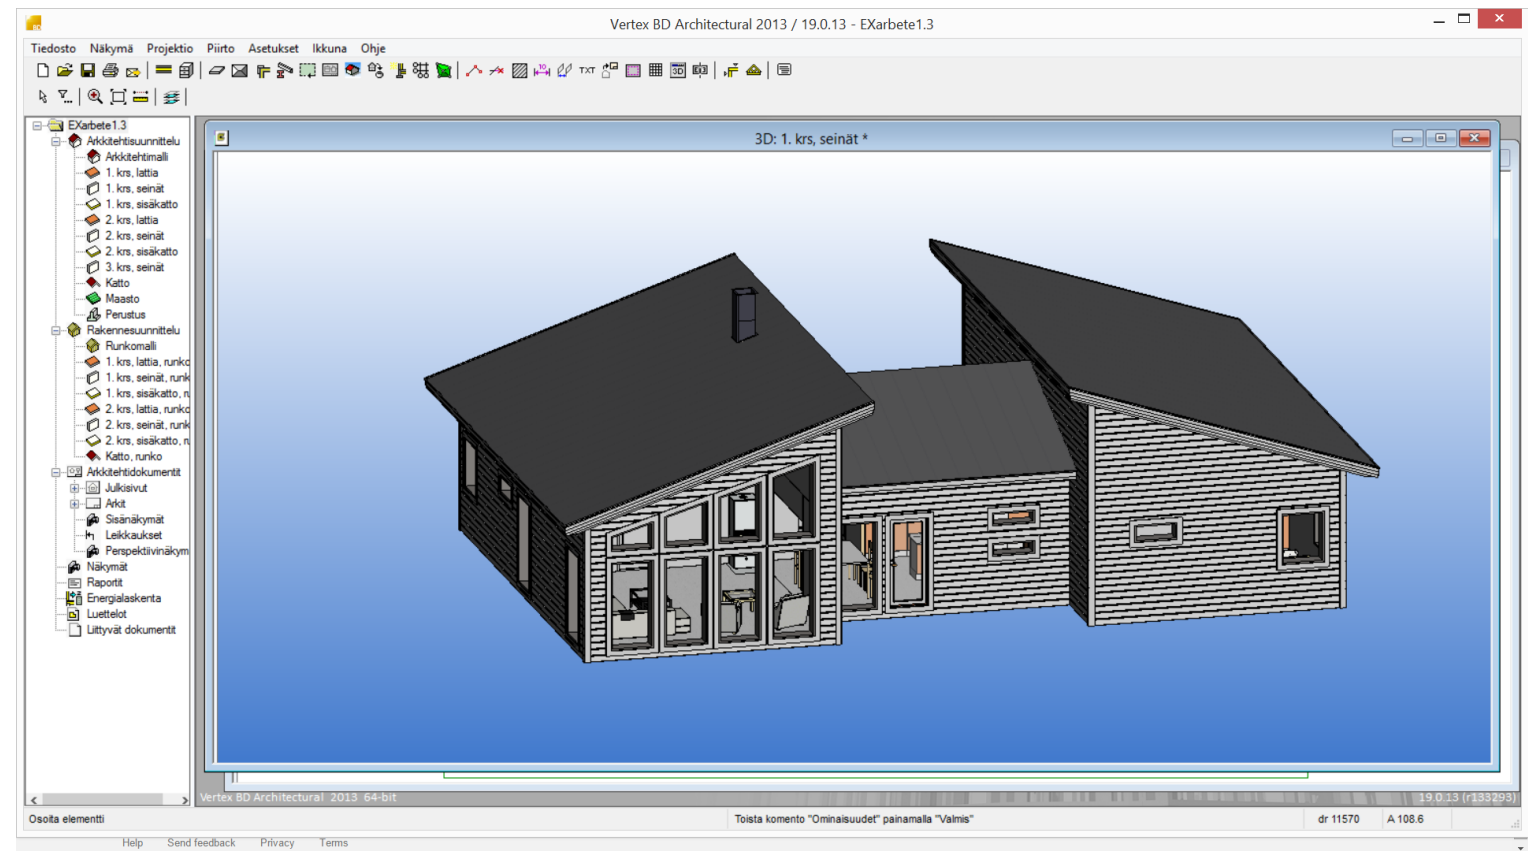 Vertex BD Architectural 2013 / 19.0.13 - EXarbete1.3
Tiedosto Näkymä Projektio Piirto Asetukset Ikkuna Ohje
TXT
10
3D
EXarbete1.3
Arkkitehtisuunnittelu
Arkkitehtimalli
1. krs, lattia
1. krs, seinät
1. krs, sisäkatto
2. krs, lattia
2. krs, seinät
2. krs, sisäkatto
3. krs, seinät
Katto
Maasto
Perustus
Rakennesuunnittelu
Runkomalli
1. krs, lattia, runko
1. krs, seinät, runk
1. krs, sisäkatto, r
2. krs, lattia, runko
2. krs, seinät, runk
2. krs, sisäkatto, r
Katto, runko
Arkkitehtidokumentit
Julkisivut
Arkit
Sisänäkymät
Leikkaukset
Perspektiivinäkym
Näkymät
Raportit
Energialaskenta
Luettelot
Liittyvät dokumentit
3D: 1. krs, seinät *
Vertex BD Architectural 2013 64-bit
19.0.13 (r133293)
Osoita elementti
Toista komento "Ominaisuudet" painamalla "Valmis"
dr 11570
A 108.6
Help Send feedback Privacy Terms